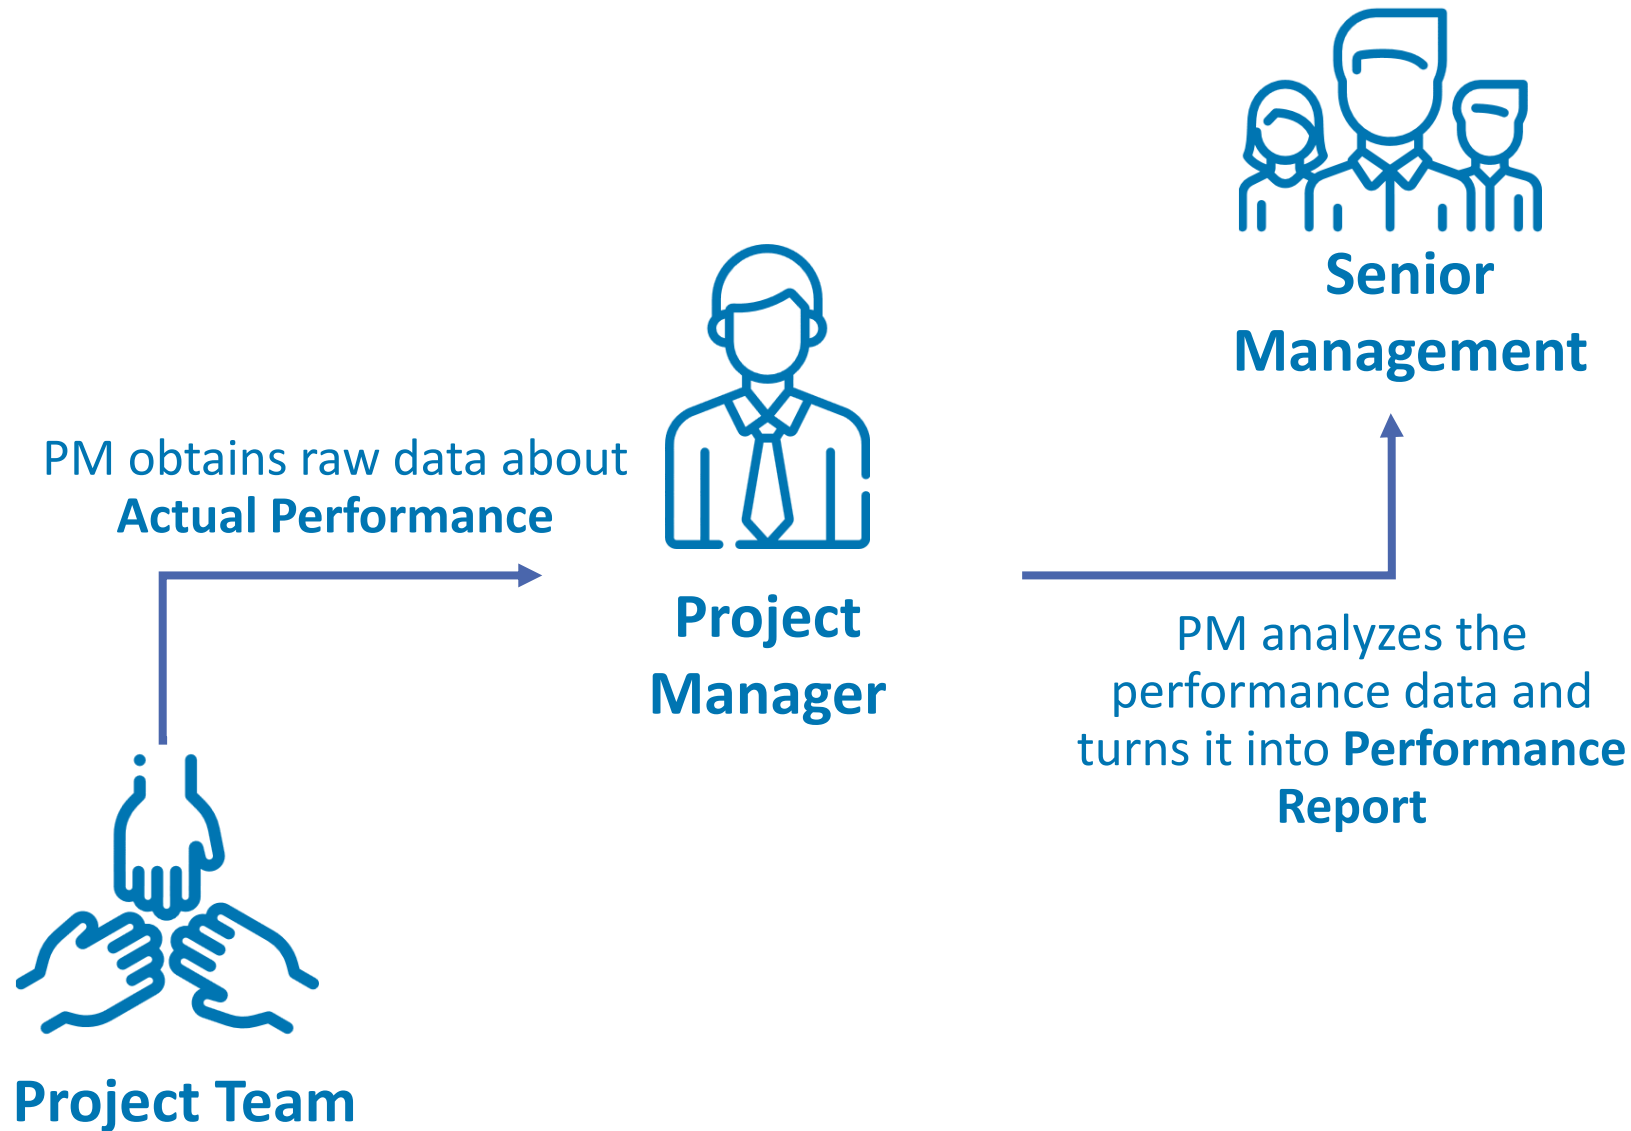 Senior
Management
PM obtains raw data about
Actual Performance
Project
Manager
PM analyzes the
performance data and
turns it into Performance
Report
Project Team